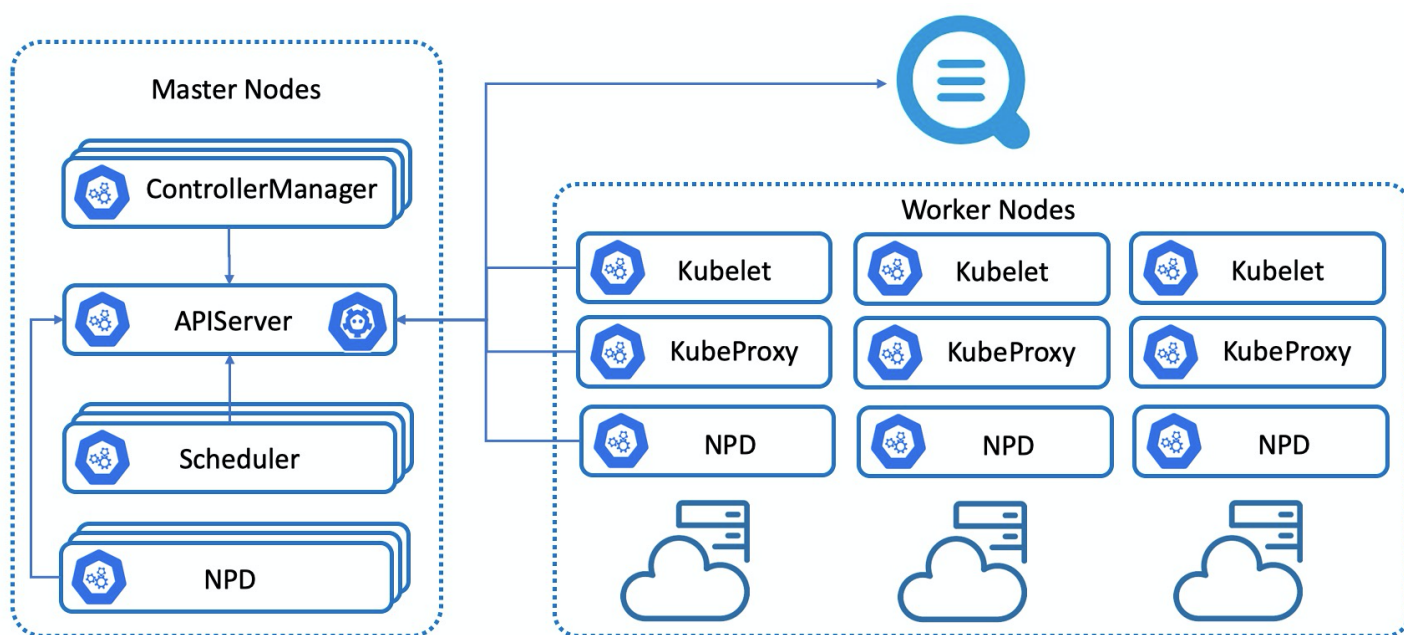 Master Nodes
ControllerManager
APIServer
Scheduler
NPD
Worker Nodes
Kubelet
Kubelet
Kubelet
KubeProxy
KubeProxy
KubeProxy
NPD
NPD
NPD